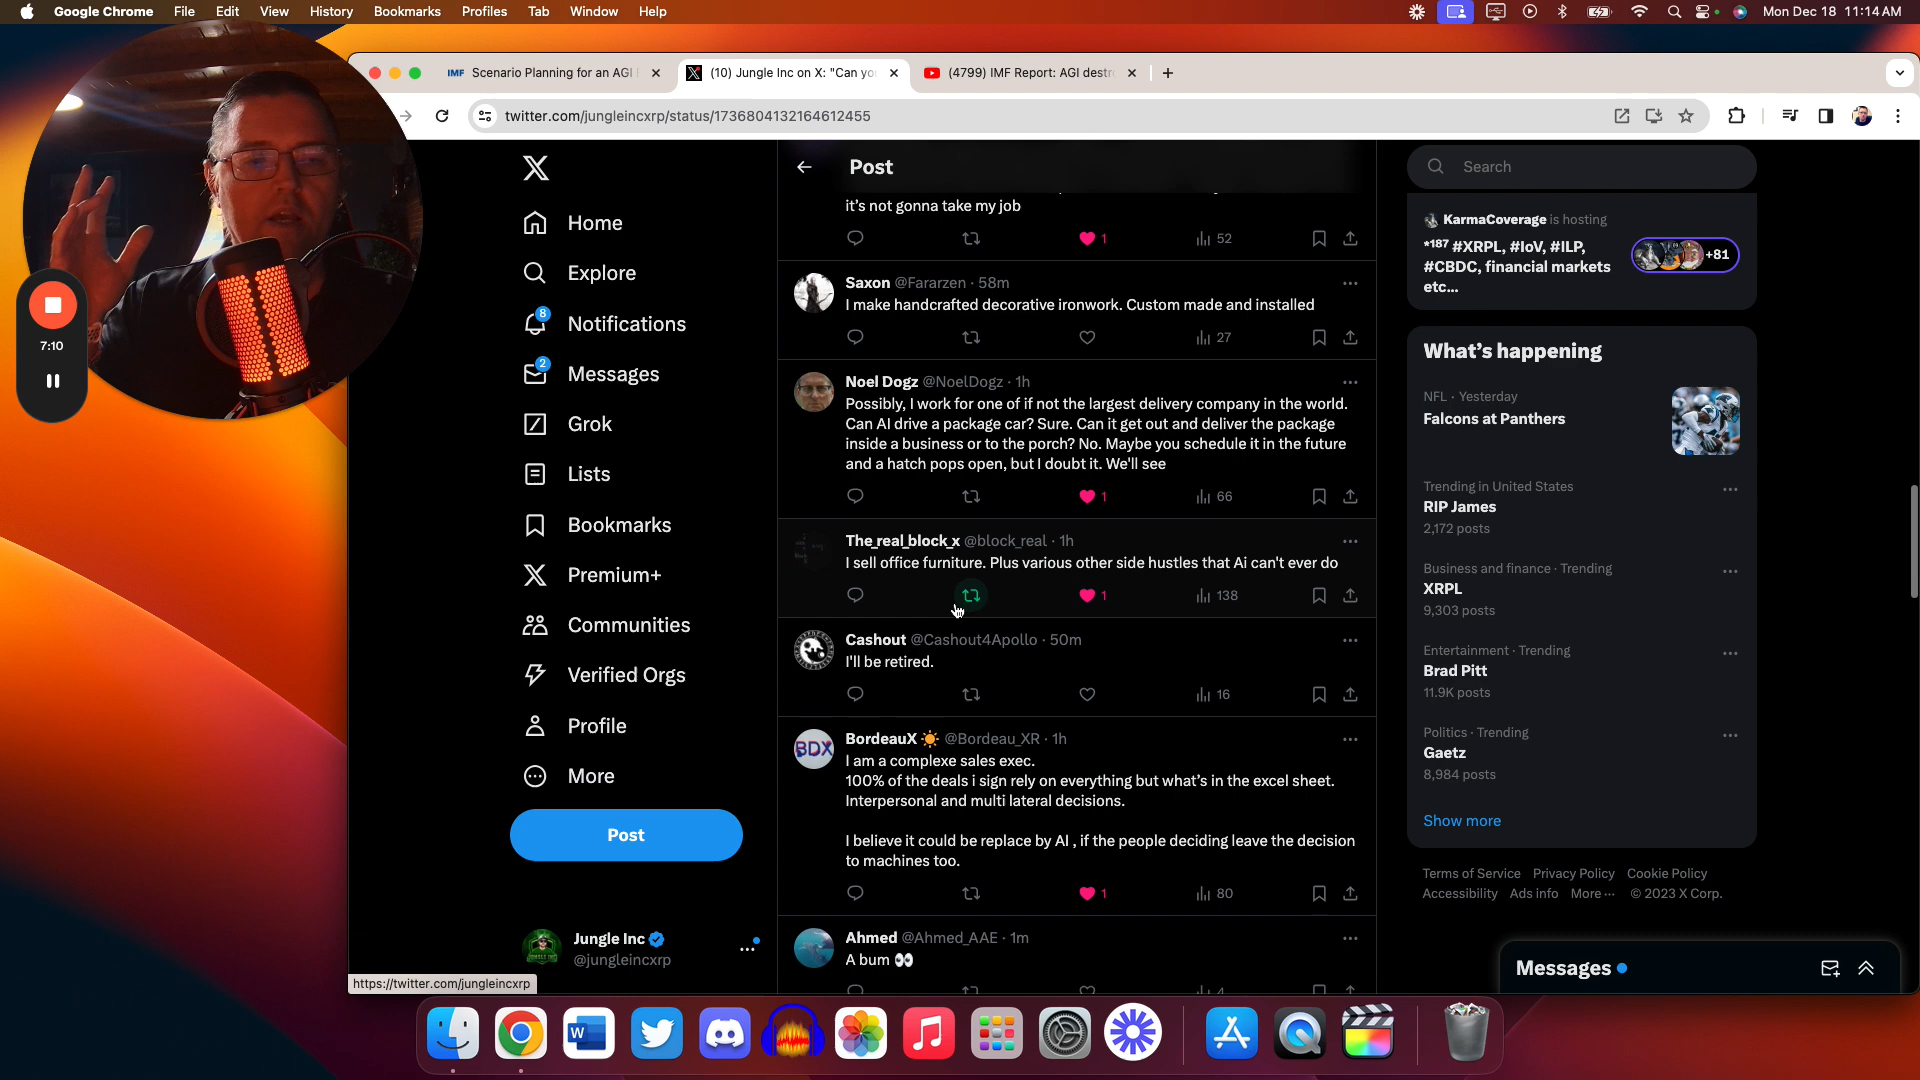 Google Chrome File Edit View History Bookmarks Profiles Tab Window Help
Mon Dec 18 11:14 AM
IMF Scenario Planning for an AGI
(10) Jungle Inc on X: "Can yo
(4799) IMF Report: AGI destr
twitter.com/jungleincxrp/status/1736804132164612455
7:10
Home
Explore
8
Notifications
2
Messages
Grok
Lists
Bookmarks
Premium+
Communities
Verified Orgs
Profile
More
Post
Jungle Inc
@jungleincxrp
https://twitter.com/jungleincxrp
Post
it's not gonna take my job
1
52
Saxon @Fararzen · 58m
I make handcrafted decorative ironwork. Custom made and installed
27
Noel Dogz @NoelDogz · 1h
Possibly, I work for one of if not the largest delivery company in the world.
Can AI drive a package car? Sure. Can it get out and deliver the package
inside a business or to the porch? No. Maybe you schedule it in the future
and a hatch pops open, but I doubt it. We'll see
1
66
The_real_block_x @block_real · 1h
I sell office furniture. Plus various other side hustles that Ai can't ever do
1
138
Cashout @Cashout4Apollo · 50m
I'll be retired.
16
BDX
BordeauX @Bordeau_XR · 1h
I am a complexe sales exec.
100% of the deals i sign rely on everything but what's in the excel sheet.
Interpersonal and multi lateral decisions.
I believe it could be replace by AI , if the people deciding leave the decision
to machines too.
1
80
Ahmed @Ahmed_AAE · 1m
A bum 👀
4
Search
KarmaCoverage is hosting
*187 #XRPL, #IoV, #ILP,
#CBDC, financial markets
etc...
+81
What's happening
NFL · Yesterday
Falcons at Panthers
Trending in United States
RIP James
2,172 posts
Business and finance · Trending
XRPL
9,303 posts
Entertainment · Trending
Brad Pitt
11.9K posts
Politics · Trending
Gaetz
8,984 posts
Show more
Terms of Service Privacy Policy Cookie Policy
Accessibility Ads info More ··· © 2023 X Corp.
Messages